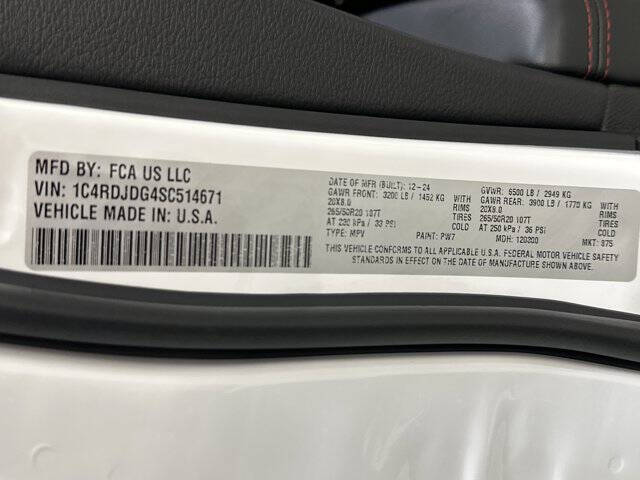 MFD BY: FCA US LLC
VIN: 1C4RDJDG4SC514671
VEHICLE MADE IN: U.S.A.
DATE OF MFR (BUILT): 12-24
GAWR FRONT: 3200 LB / 1452 KG
20X8.0 RIMS
265/50R20 107T TIRES
AT 230 kPa / 33 PSI COLD
TYPE: MPV PAINT: PW7
GVWR: 6500 LB / 2949 KG
GAWR REAR: 3900 LB / 1770 KG
20X8.0 RIMS
265/50R20 107T TIRES
AT 250 kPa / 36 PSI COLD
MDH: 120200 MKT: 875
THIS VEHICLE CONFORMS TO ALL APPLICABLE U.S.A. FEDERAL MOTOR VEHICLE SAFETY
STANDARDS IN EFFECT ON THE DATE OF MANUFACTURE SHOWN ABOVE.